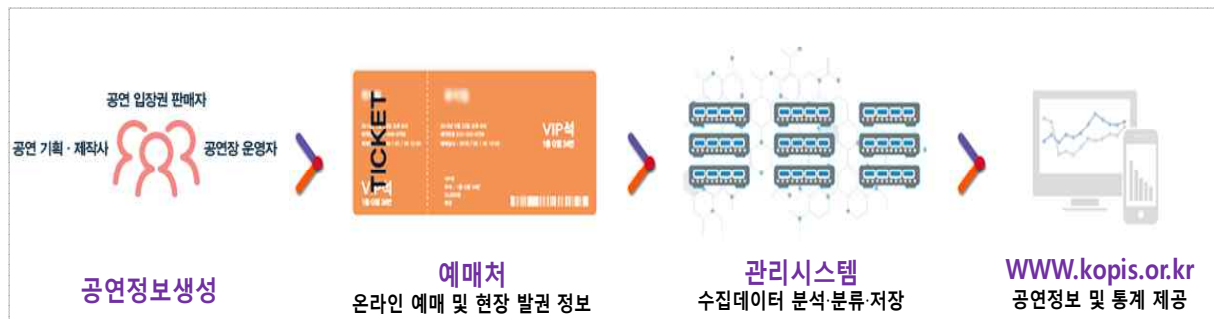 공연 입장권 판매자
공연 기획·제작사
공연장 운영자
공연정보생성
TICKET
VIP석
VIP석
예매처
온라인 예매 및 현장 발권 정보
관리시스템
수집데이터 분석·분류·저장
WWW.kopis.or.kr
공연정보 및 통계 제공